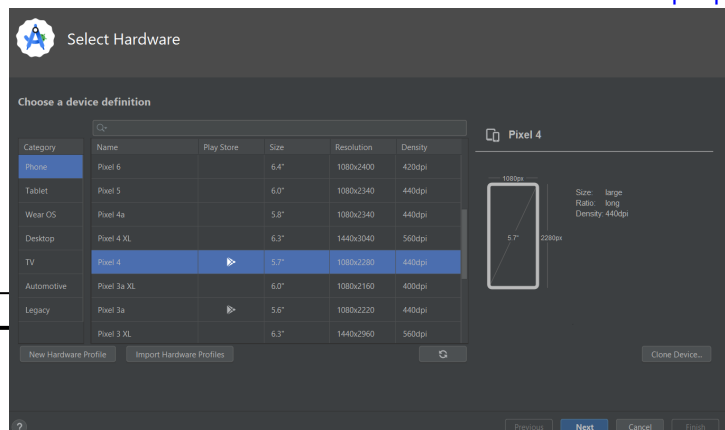 Select Hardware
Choose a device definition
Category
Phone
Tablet
Wear OS
Desktop
TV
Automotive
Legacy
Name Play Store Size Resolution Density
Pixel 6 6.4" 1080x2400 420dpi
Pixel 5 6.0" 1080x2340 440dpi
Pixel 4a 5.8" 1080x2340 440dpi
Pixel 4 XL 6.3" 1440x3040 560dpi
Pixel 4 5.7" 1080x2280 440dpi
Pixel 3a XL 6.0" 1080x2160 400dpi
Pixel 3a 5.6" 1080x2220 440dpi
Pixel 3 XL 6.3" 1440x2960 560dpi
New Hardware Profile Import Hardware Profiles
Pixel 4
1080px
5.7"
2280px
Size: large
Ratio: long
Density: 440dpi
Clone Device...
? Previous Next Cancel Finish